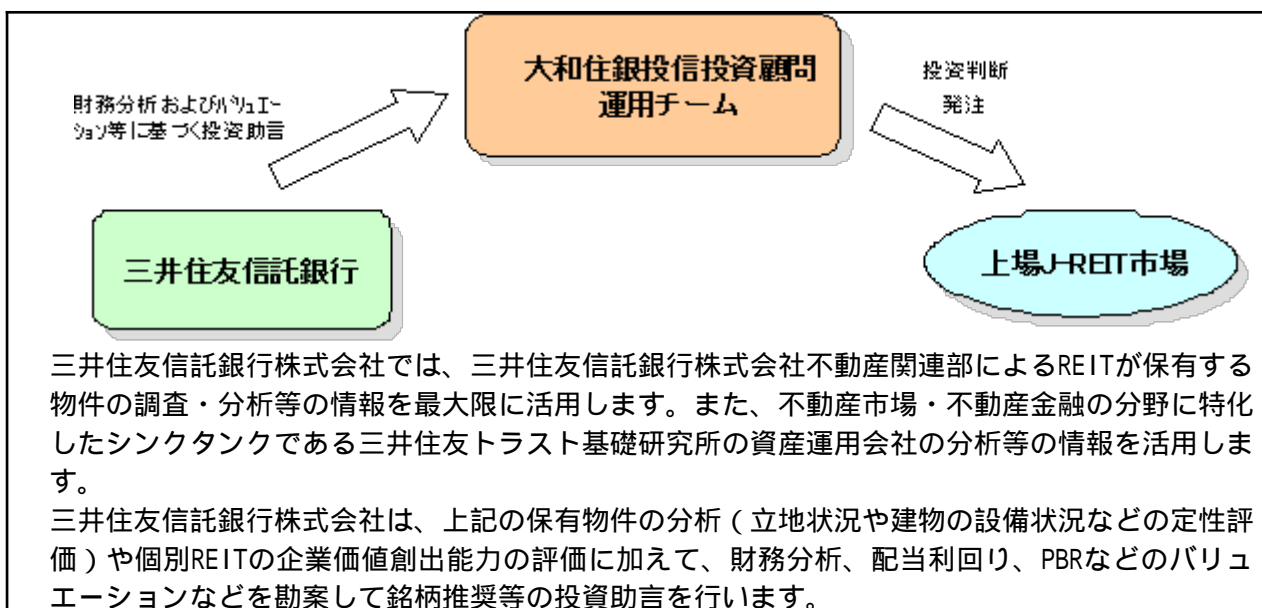 大和住銀投信投資顧問
運用チーム
投資判断
発注
財務分析およびバリュエー
ション等に基づく投資助言
三井住友信託銀行
上場J-REIT市場
三井住友信託銀行株式会社では、三井住友信託銀行株式会社不動産関連部によるREITが保有する
物件の調査・分析等の情報を最大限に活用します。また、不動産市場・不動産金融の分野に特化
したシンクタンクである三井住友トラスト基礎研究所の資産運用会社の分析等の情報を活用しま
す。
三井住友信託銀行株式会社は、上記の保有物件の分析（立地状況や建物の設備状況などの定性評
価）や個別REITの企業価値創出能力の評価に加えて、財務分析、配当利回り、PBRなどのバリュ
エーションなどを勘案して銘柄推奨等の投資助言を行います。